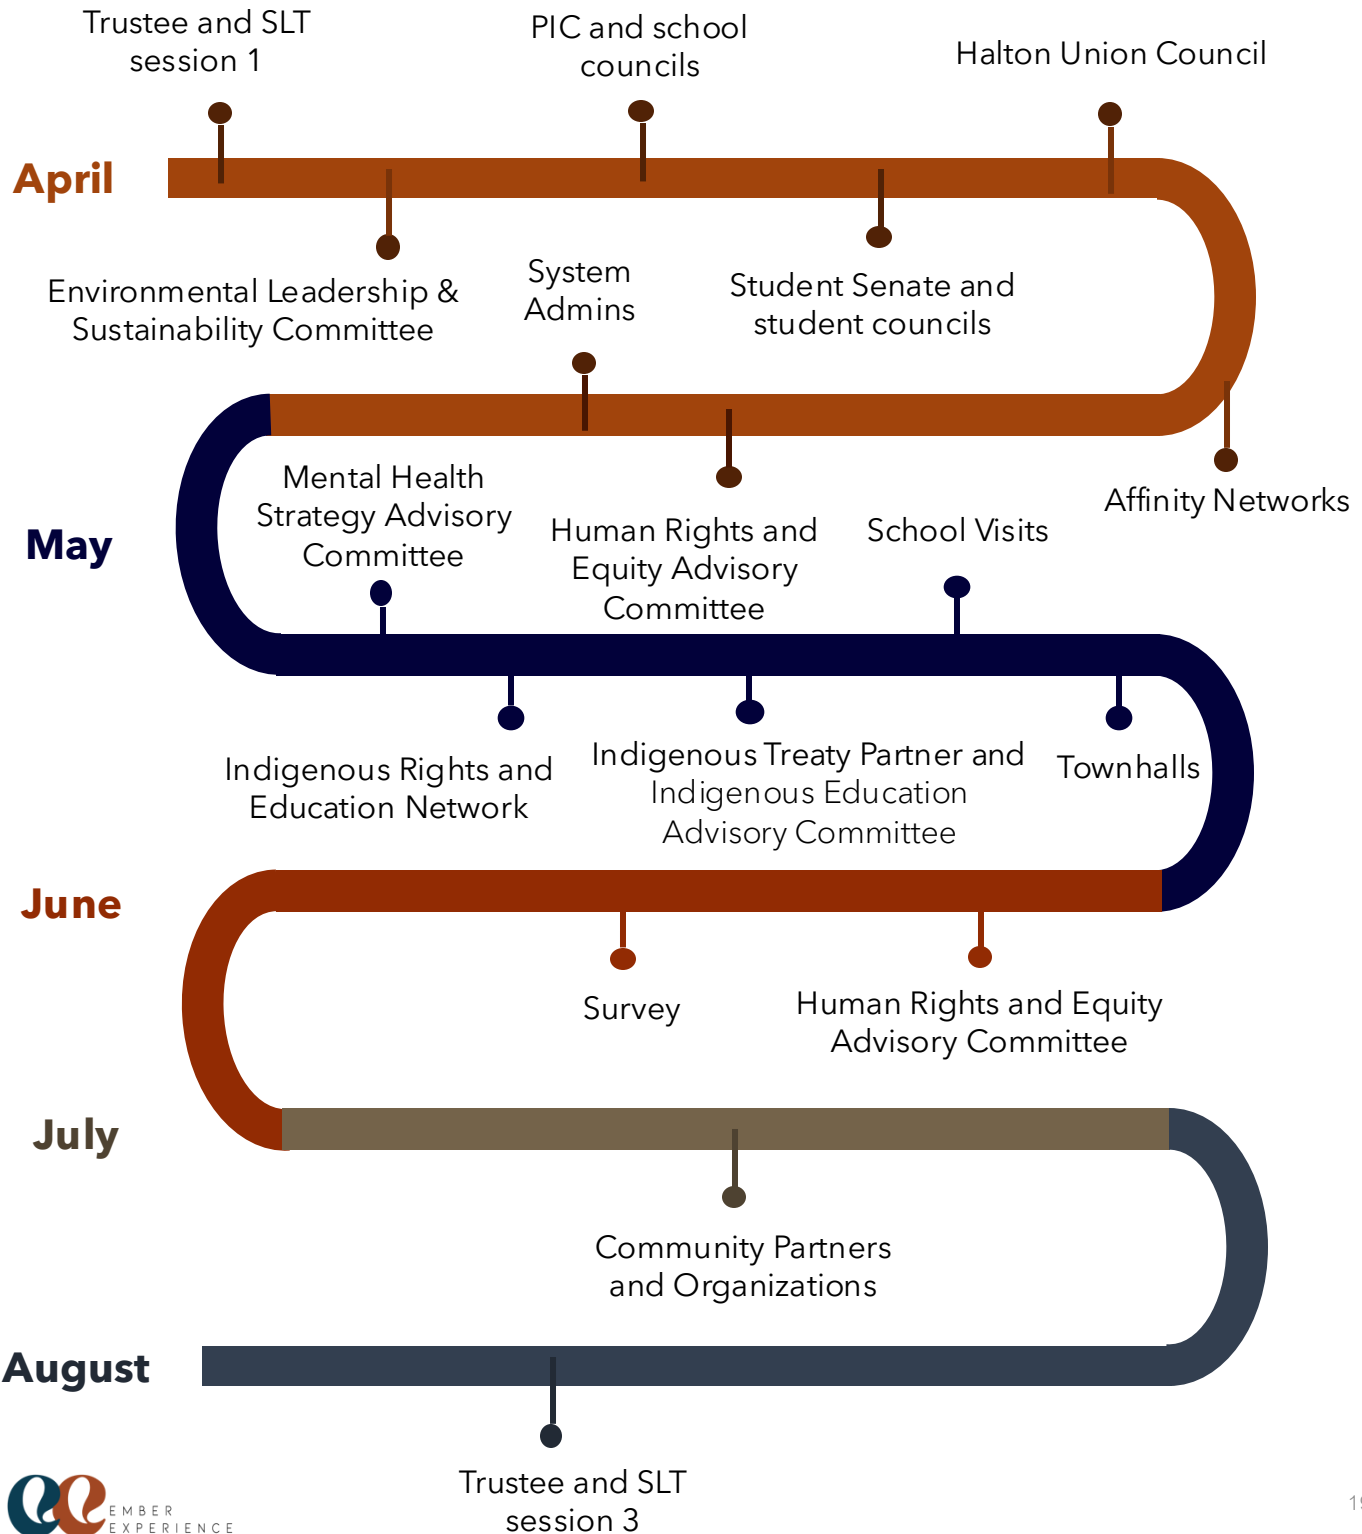 Trustee and SLT
session 1
PIC and school
councils
Halton Union Council
April
Environmental Leadership &
Sustainability Committee
System
Admins
Student Senate and
student councils
Affinity Networks
May
Mental Health
Strategy Advisory
Committee
Human Rights and
Equity Advisory
Committee
School Visits
Indigenous Rights and
Education Network
Indigenous Treaty Partner and
Indigenous Education
Advisory Committee
Townhalls
June
Survey
Human Rights and Equity
Advisory Committee
July
Community Partners
and Organizations
August
Trustee and SLT
session 3
EMBER
EXPERIENCE